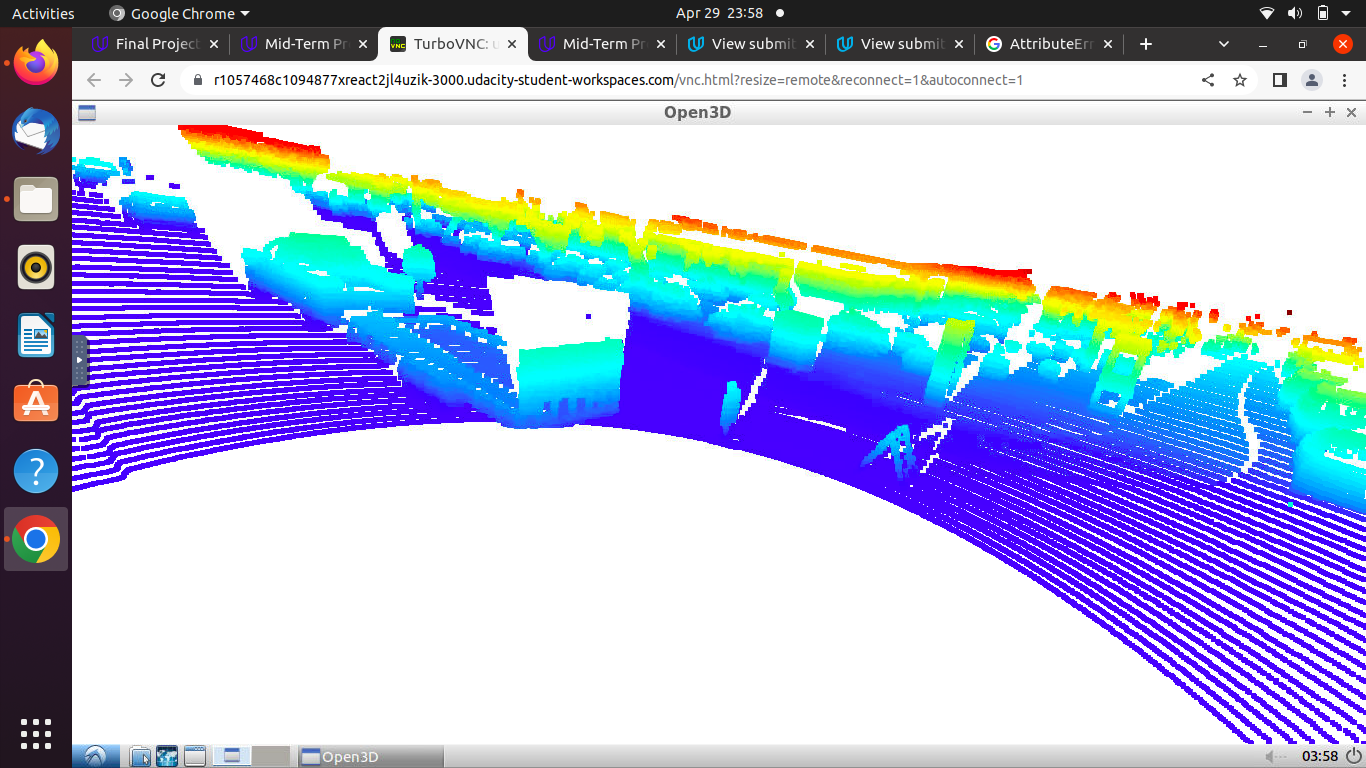 Activities
Google Chrome
Apr 29 23:58
Final Project
Mid-Term Pr
TurboVNC: u
Mid-Term Pr
View submit
View submit
AttributeErr
r1057468c1094877xreact2jl4uzik-3000.udacity-student-workspaces.com/vnc.html?resize=remote&reconnect=1&autoconnect=1
Open3D
Open3D
03:58